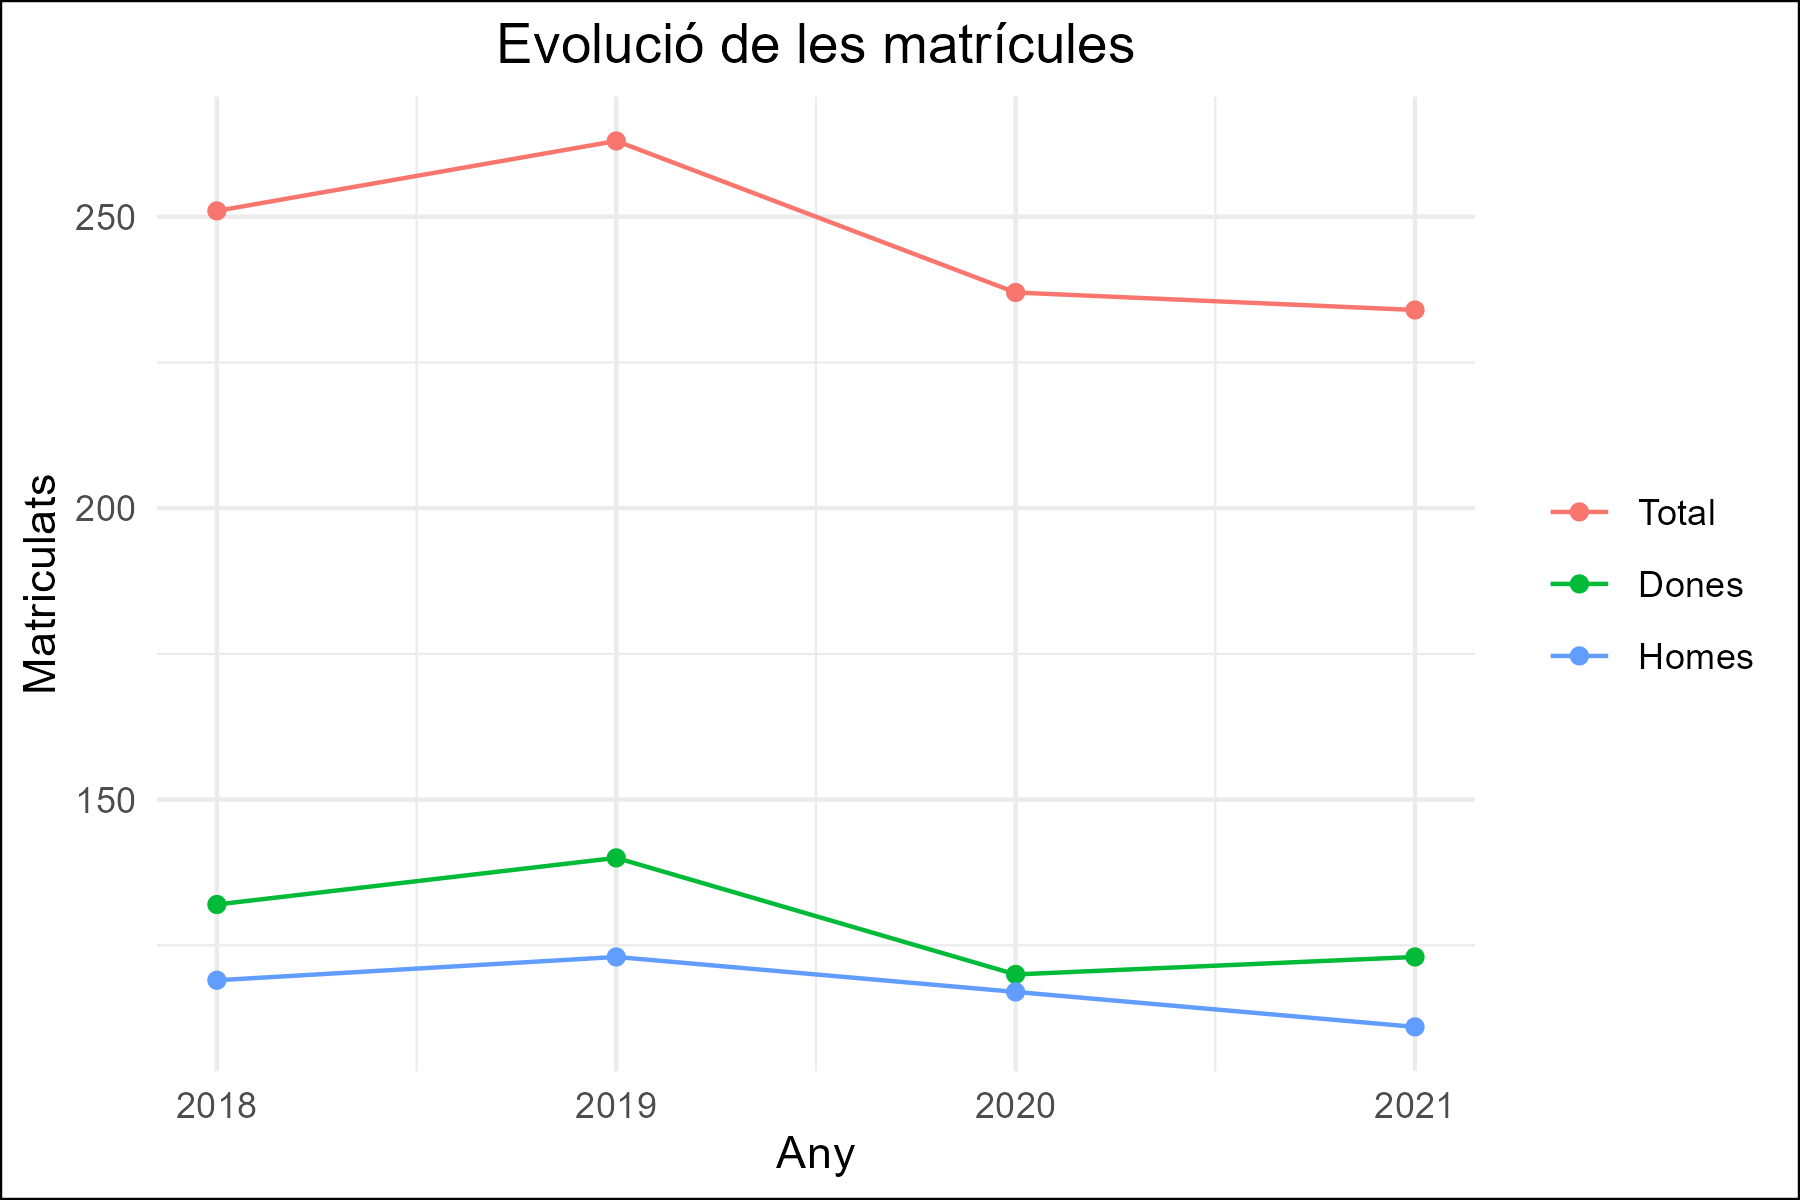 Evolució de les matrícules
Matriculats
250
200
150
2018
2019
2020
2021
Any
Total
Dones
Homes